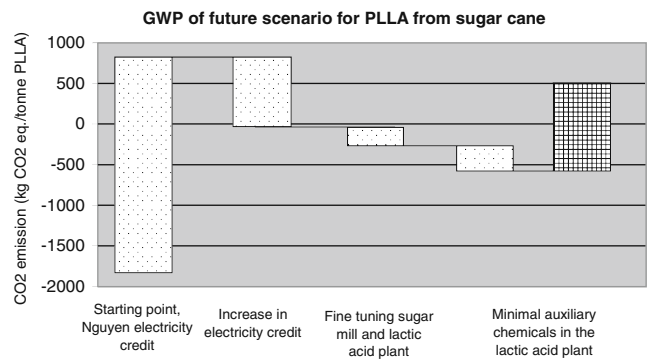 GWP of future scenario for PLLA from sugar cane
CO2 emission (kg CO2 eq./tonne PLLA)
1000
500
0
-500
-1000
-1500
-2000
Starting point,
Nguyen electricity
credit
Increase in
electricity credit
Fine tuning sugar
mill and lactic
acid plant
Minimal auxiliary
chemicals in the
lactic acid plant